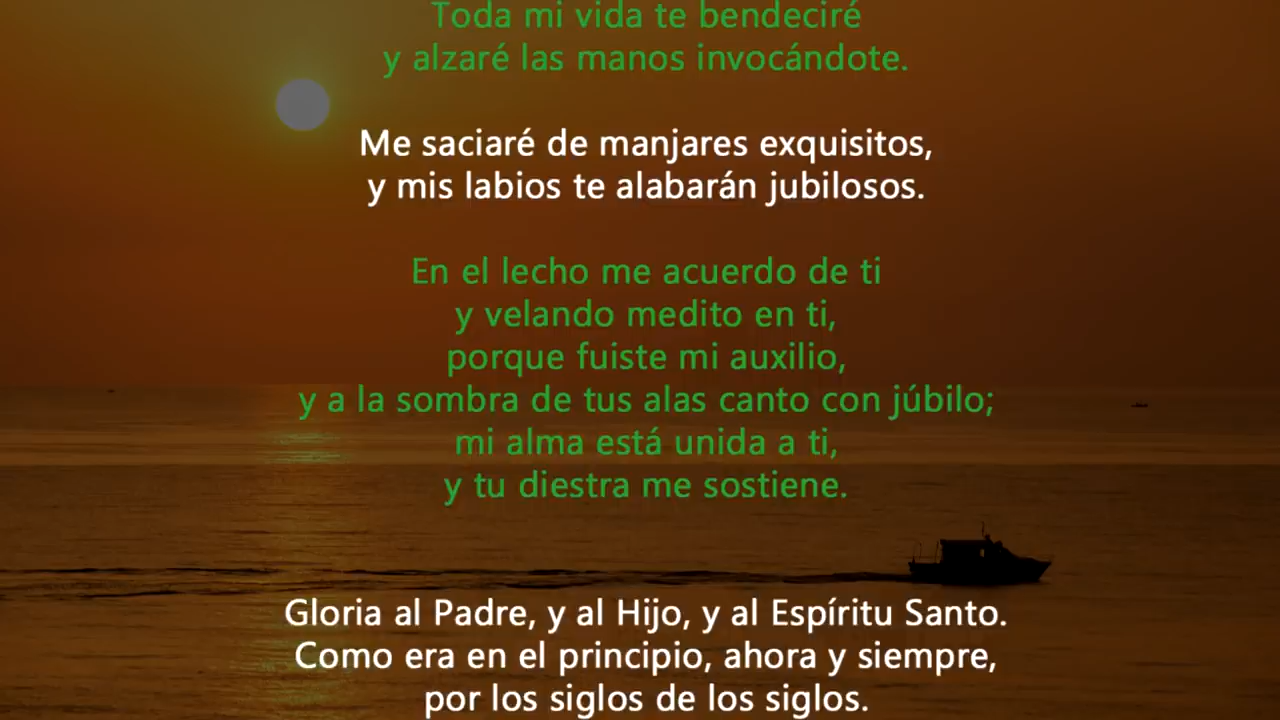 Toda mi vida te bendeciré
y alzaré las manos invocándote.
Me saciaré de manjares exquisitos,
y mis labios te alabarán jubilosos.
En el lecho me acuerdo de ti
y velando medito en ti,
porque fuiste mi auxilio,
y a la sombra de tus alas canto con júbilo;
mi alma está unida a ti,
y tu diestra me sostiene.
Gloria al Padre, y al Hijo, y al Espíritu Santo.
Como era en el principio, ahora y siempre,
por los siglos de los siglos.